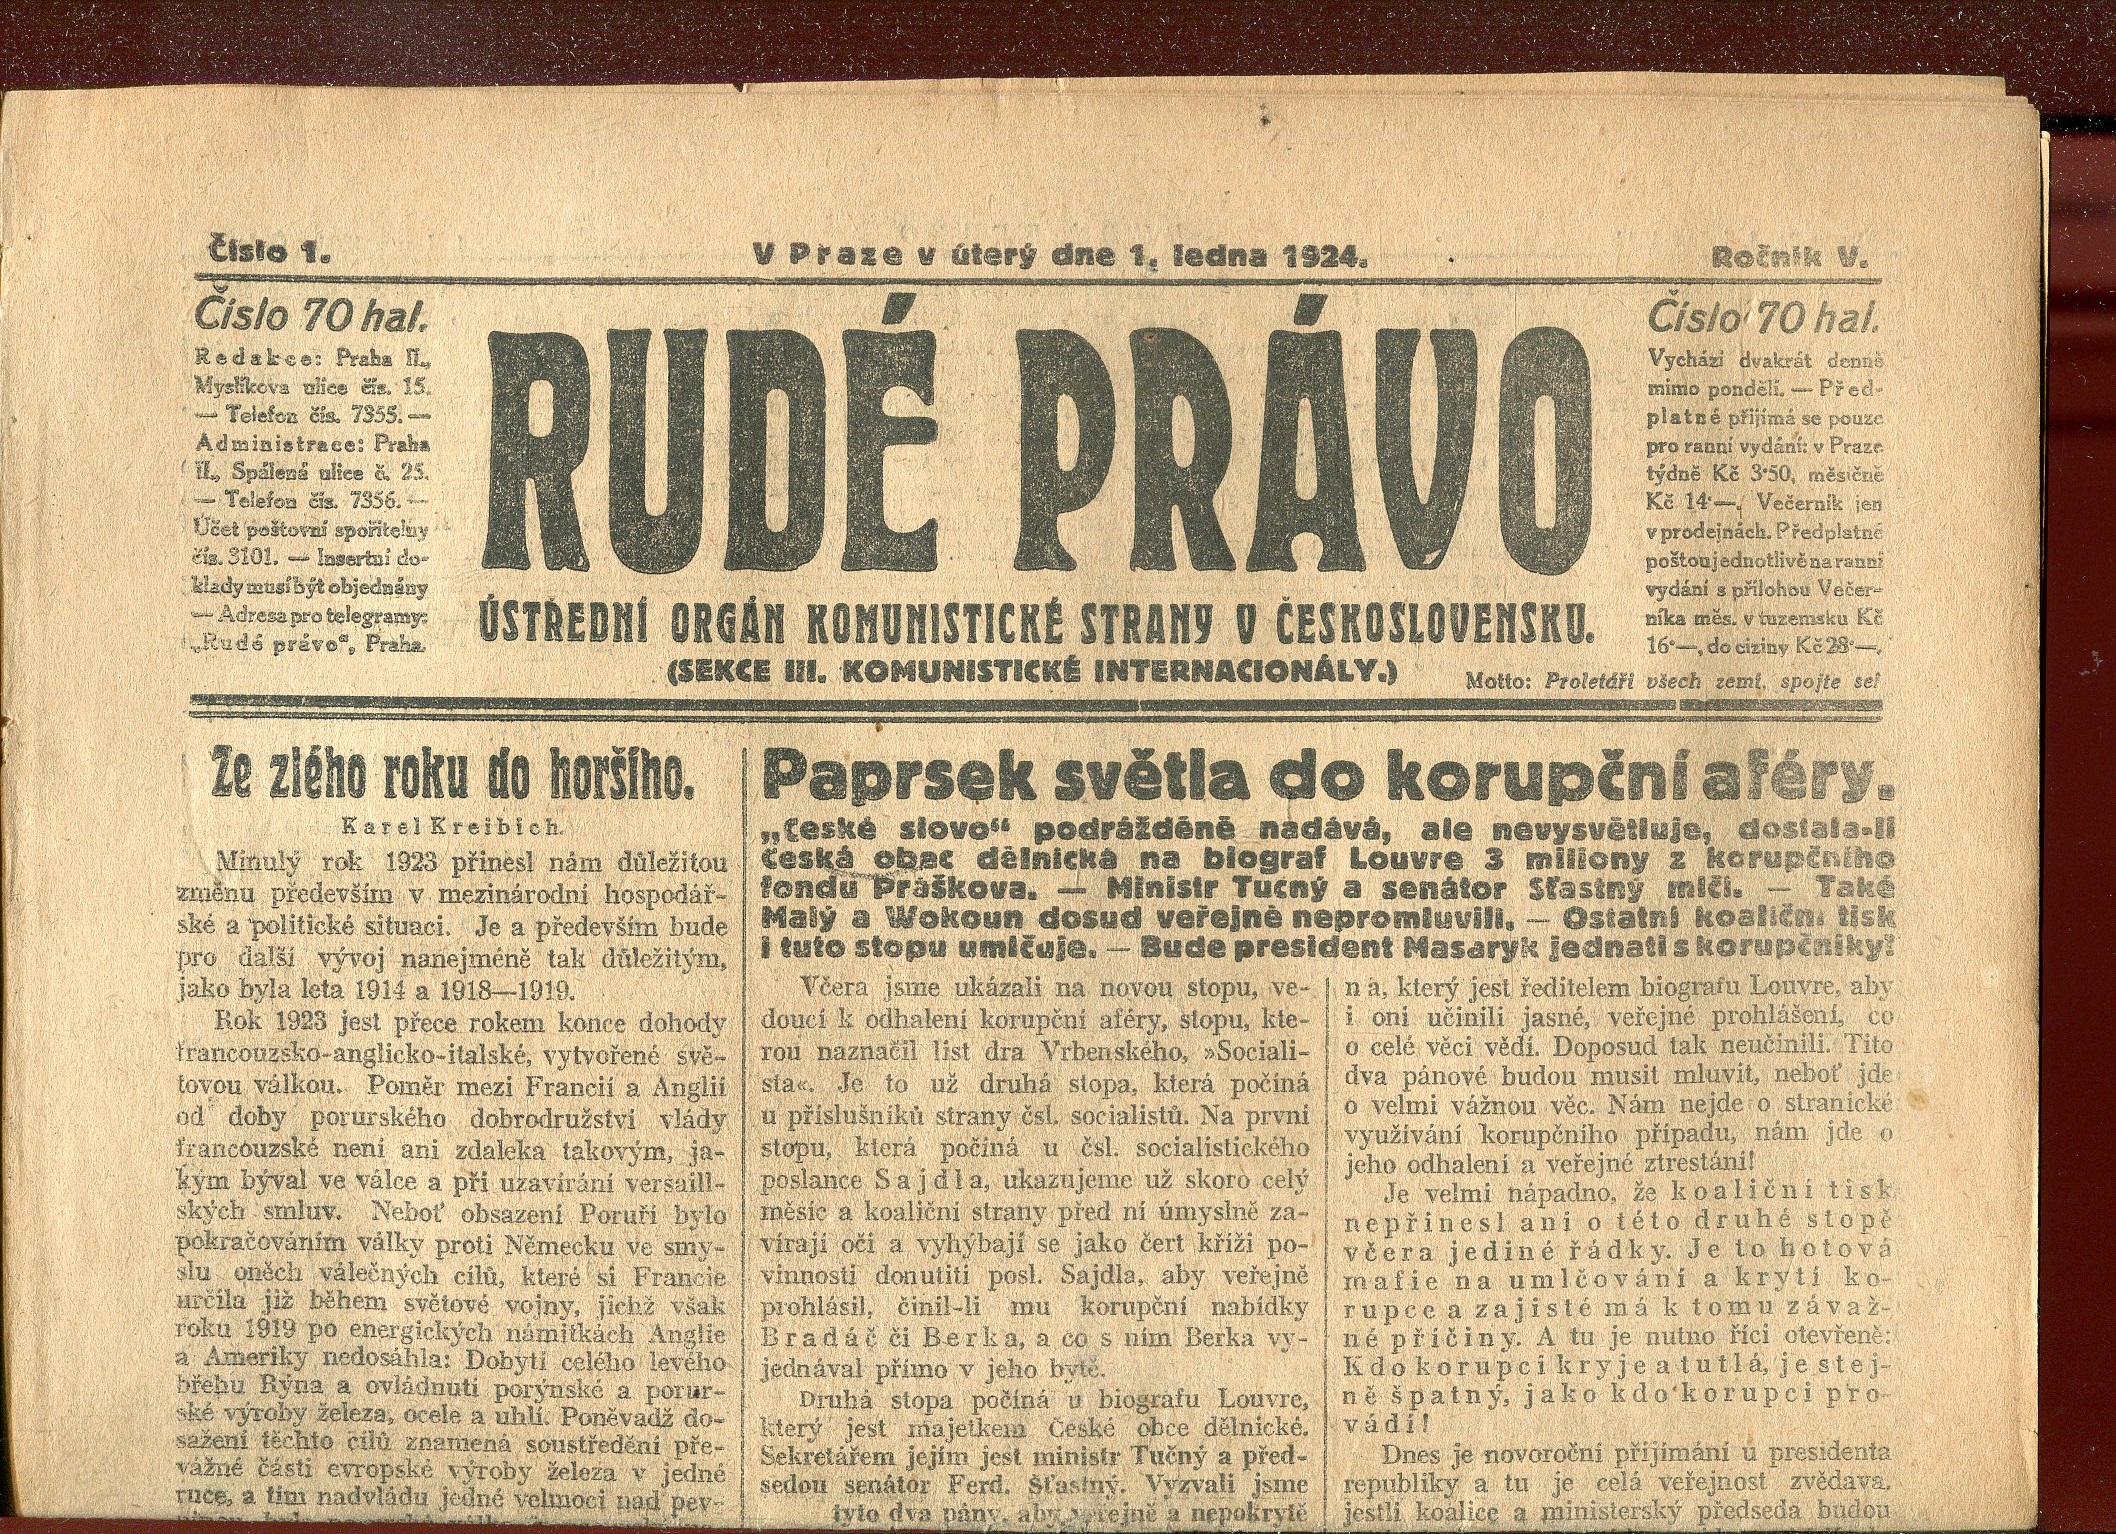 Číslo 1.
V Praze v úterý dne 1. ledna 1924.
Ročník V.
Číslo 70 hal.
Redakce: Praha II.,
Myslíkova ulice čís. 15.
— Telefon čís. 7355. —
Administrace: Praha
II., Spálená ulice č. 25.
— Telefon čís. 7356. —
Účet poštovní spořitelny
čís. 3101. — Insertní do-
klady musí být objednány
— Adresa pro telegramy:
„Rudé právo“, Praha.
RUDÉ PRÁVO
ÚSTŘEDNÍ ORGÁN KOMUNISTICKÉ STRANY V ČESKOSLOVENSKU.
(SEKCE III. KOMUNISTICKÉ INTERNACIONÁLY.)
Motto: Proletáři všech zemí, spojte se!
Číslo 70 hal.
Vychází dvakrát denně
mimo pondělí. — Před-
platné přijímá se pouze
pro ranní vydání: v Praze
týdně Kč 3·50, měsíčně
Kč 14·—, Večerník jen
v prodejnách. Předplatné
poštou jednotlivě na ranní
vydání s přílohou Večer-
níka měs. v tuzemsku Kč
16·—, do ciziny Kč 28·—.
Ze zlého roku do horšího.
Karel Kreibich.
Minulý rok 1923 přinesl nám důležitou
změnu především v mezinárodní hospodář-
ské a politické situaci. Je a především bude
pro další vývoj nanejméně tak důležitým,
jako byla leta 1914 a 1918—1919.
Rok 1923 jest přece rokem konce dohody
francouzsko-anglicko-italské, vytvořené svě-
tovou válkou. Poměr mezi Francií a Anglií
od doby porurského dobrodružství vlády
francouzské není ani zdaleka takovým, ja-
kým býval ve válce a při uzavírání versaill-
ských smluv. Neboť obsazení Poruří bylo
pokračováním války proti Německu ve smy-
slu oněch válečných cílů, které si Francie
určila již během světové vojny, jichž však
roku 1919 po energických námitkách Anglie
a Ameriky nedosáhla: Dobytí celého levého
břehu Rýna a ovládnutí porýnské a porur-
ské výroby železa, ocele a uhlí. Poněvadž do-
sažení těchto cílů znamená soustředění pře-
vážné části evropské výroby železa v jedné
ruce, a tím nadvládu jedné velmoci nad pev-
Paprsek světla do korupční aféry.
„České slovo“ podrážděně nadává, ale nevysvětluje, dostala-li
česká obec dělnická na biograf Louvre 3 miliony z korupčního
fondu Práškova. — Ministr Tučný a senátor Šťastný mlčí. — Také
Malý a Wokoun dosud veřejně nepromluvili. — Ostatní koaliční tisk
i tuto stopu umlčuje. — Bude president Masaryk jednati s korupčníky?
Včera jsme ukázali na novou stopu, ve-
doucí k odhalení korupční aféry, stopu, kte-
rou naznačil list dra Vrbenského, »Sociali-
sta«. Je to už druhá stopa, která počíná
u příslušníků strany čsl. socialistů. Na první
stopu, která počíná u čsl. socialistického
poslance Sajdla, ukazujeme už skoro celý
měsíc a koaliční strany před ní úmyslně za-
vírají oči a vyhýbají se jako čert kříži po-
vinnosti donutiti posl. Sajdla, aby veřejně
prohlásil, činil-li mu korupční nabídky
Bradáč či Berka, a co s ním Berka vy-
jednával přímo v jeho bytě.
Druhá stopa počíná u biografu Louvre,
který jest majetkem České obce dělnické.
Sekretářem jejím jest ministr Tučný a před-
sedou senátor Ferd. Šťastný. Vyzvali jsme
tyto dva pány, aby veřejně a nepokrytě
na, který jest ředitelem biografu Louvre, aby
i oni učinili jasné, veřejné prohlášení, co
o celé věci vědí. Doposud tak neučinili. Tito
dva pánové budou musit mluvit, neboť jde
o velmi vážnou věc. Nám nejde o stranické
využívání korupčního případu, nám jde o
jeho odhalení a veřejné ztrestání!
Je velmi nápadno, že koaliční tisk
nepřinesl ani o této druhé stopě
včera jediné řádky. Je to hotová
mafie na umlčování a krytí ko-
rupce a zajisté má k tomu závaž-
né příčiny. A tu je nutno říci otevřeně:
Kdo korupci kryje a tutlá, je stej-
ně špatný, jako kdo korupci pro-
vádí!
Dnes je novoroční přijímání u presidenta
republiky a tu je celá veřejnost zvědava,
jestli koalice a ministerský předseda budou